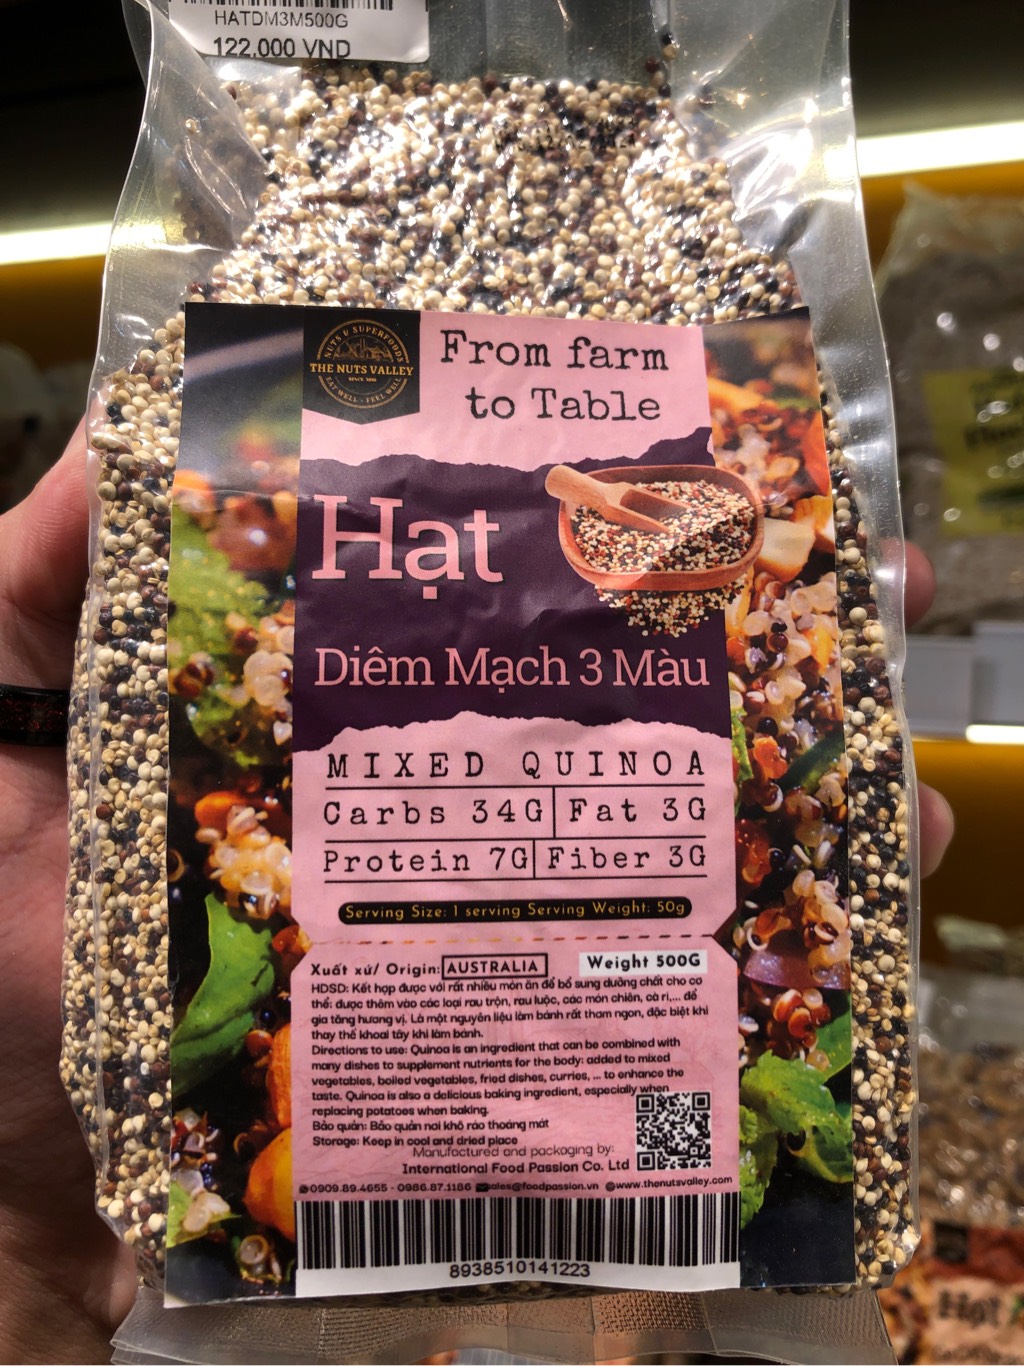 HATDM3M500G
122,000 VND
NUTS & SUPERFOODS
THE NUTS VALLEY
EAT WELL - FEEL WELL
From farm
to Table
Hạt
Diêm Mạch 3 Màu
MIXED QUINOA
Carbs 34G Fat 3G
Protein 7G Fiber 3G
Serving Size: 1 serving Serving Weight: 50g
Xuất xứ/ Origin: AUSTRALIA Weight 500G
HDSD: Kết hợp được với rất nhiều món ăn để bổ sung dưỡng chất cho cơ
thể: được thêm vào các loại rau trộn, rau luộc, các món chiên, cà ri,... để
gia tăng hương vị. Là một nguyên liệu làm bánh rất thơm ngon, đặc biệt khi
thay thế khoai tây khi làm bánh.
Directions to use: Quinoa is an ingredient that can be combined with
many dishes to supplement nutrients for the body: added to mixed
vegetables, boiled vegetables, fried dishes, curries, ... to enhance the
taste. Quinoa is also a delicious baking ingredient, especially when
replacing potatoes when baking.
Bảo quản: Bảo quản nơi khô ráo thoáng mát
Storage: Keep in cool and dried place
Manufactured and packaging by:
International Food Passion Co. Ltd
0909.89.4655 - 0986.87.1186 sales@foodpassion.vn www.thenutsvalley.com
8938510141223
Hạt